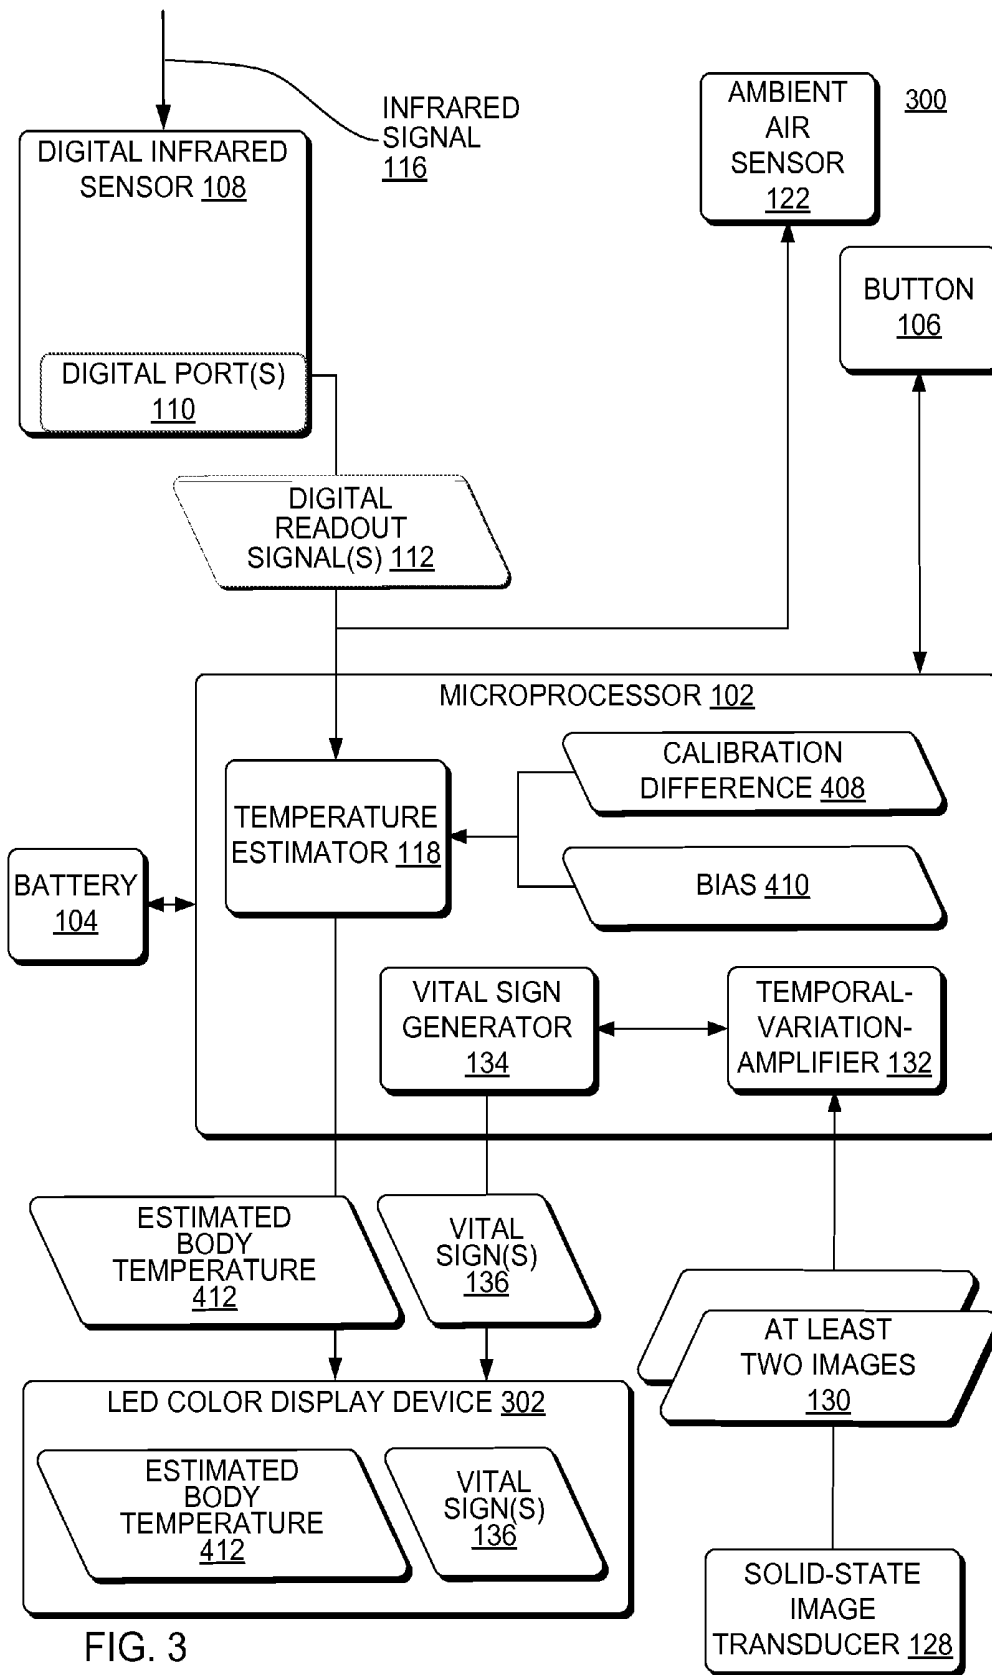 INFRARED
SIGNAL
116
AMBIENT
AIR
SENSOR
122
300
DIGITAL INFRARED
SENSOR 108
DIGITAL PORT(S)
110
BUTTON
106
DIGITAL
READOUT
SIGNAL(S) 112
MICROPROCESSOR 102
CALIBRATION
DIFFERENCE 408
TEMPERATURE
ESTIMATOR 118
BIAS 410
BATTERY
104
VITAL SIGN
GENERATOR
134
TEMPORAL-
VARIATION-
AMPLIFIER 132
ESTIMATED
BODY
TEMPERATURE
412
VITAL
SIGN(S)
136
AT LEAST
TWO IMAGES
130
LED COLOR DISPLAY DEVICE 302
ESTIMATED
BODY
TEMPERATURE
412
VITAL
SIGN(S)
136
SOLID-STATE
IMAGE
TRANSDUCER 128
FIG. 3